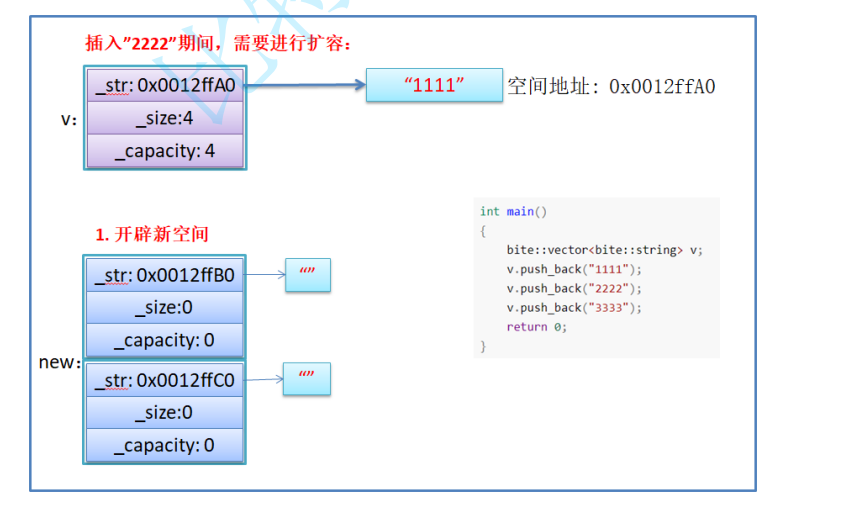 插入”2222”期间，需要进行扩容：
v：
_str: 0x0012ffA0
“1111”
空间地址：0x0012ffA0
_size:4
_capacity: 4
1. 开辟新空间
new：
_str: 0x0012ffB0
“”
_size:0
_capacity: 0
_str: 0x0012ffC0
“”
_size:0
_capacity: 0
int main()
{
bite::vector<bite::string> v;
v.push_back("1111");
v.push_back("2222");
v.push_back("3333");
return 0;
}